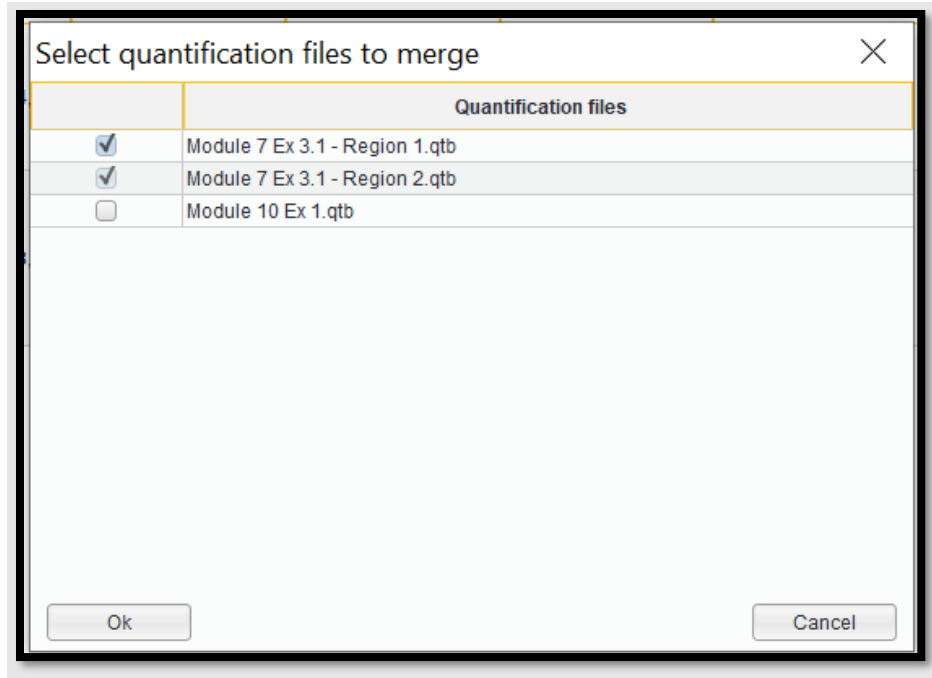 Select quantification files to merge
Quantification files
Module 7 Ex 3.1 - Region 1.qtb
Module 7 Ex 3.1 - Region 2.qtb
Module 10 Ex 1.qtb
Ok Cancel